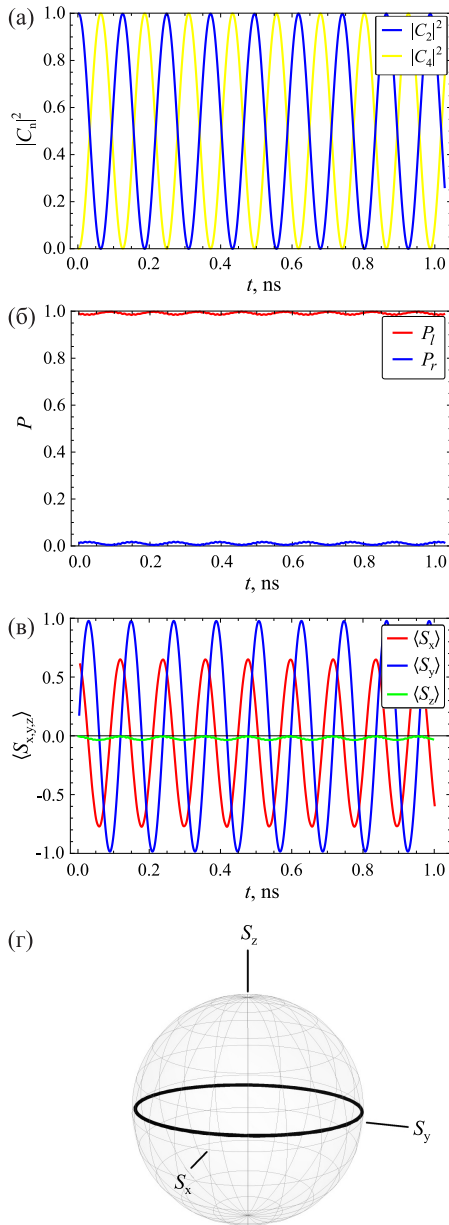 (а)
1.0
0.8
0.6
0.4
0.2
0.0
|C_n|^2
|C_2|^2
|C_4|^2
0.0 0.2 0.4 0.6 0.8 1.0
t, ns
(б)
1.0
0.8
0.6
0.4
0.2
0.0
P
P_l
P_r
0.0 0.2 0.4 0.6 0.8 1.0
t, ns
(в)
1.0
0.5
0.0
-0.5
-1.0
⟨S_x,y,z⟩
⟨S_x⟩
⟨S_y⟩
⟨S_z⟩
0.0 0.2 0.4 0.6 0.8 1.0
t, ns
(г)
S_z
S_y
S_x